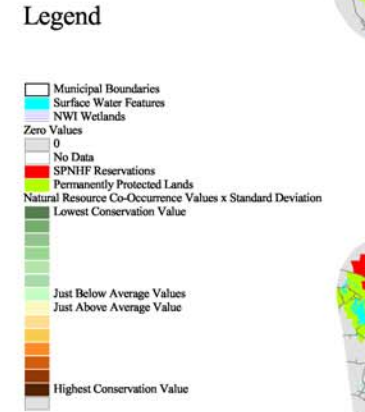 Legend
Municipal Boundaries
Surface Water Features
NWI Wetlands
Zero Values
0
No Data
SPNHF Reservations
Permanently Protected Lands
Natural Resource Co-Occurrence Values x Standard Deviation
Lowest Conservation Value
Just Below Average Values
Just Above Average Value
Highest Conservation Value